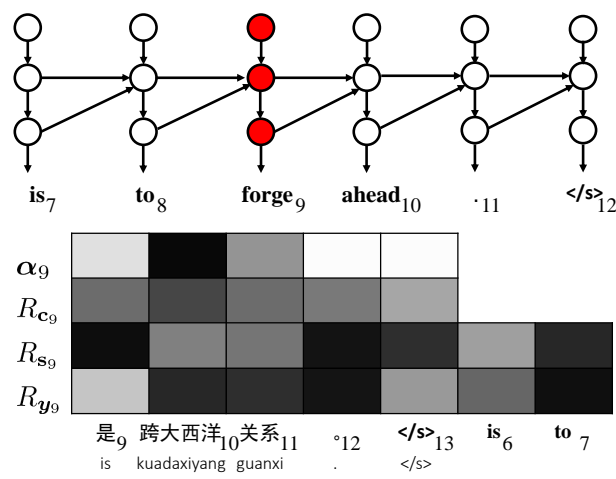 is7 to8 forge9 ahead10 .11 </s>12
α9
Rc9
Rs9
Ry9
是9 跨大西洋10 关系11 。12 </s>13 is6 to7
is kuadaxiyang guanxi . </s>